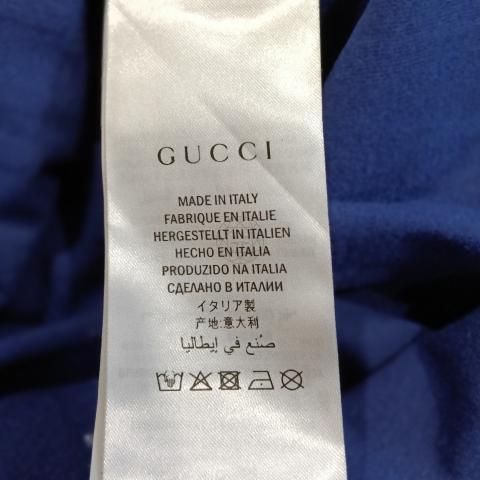 GUCCI
MADE IN ITALY
FABRIQUE EN ITALIE
HERGESTELLT IN ITALIEN
HECHO EN ITALIA
PRODUZIDO NA ITALIA
СДЕЛАНО В ИТАЛИИ
イタリア製
产地:意大利
صُنع في إيطاليا